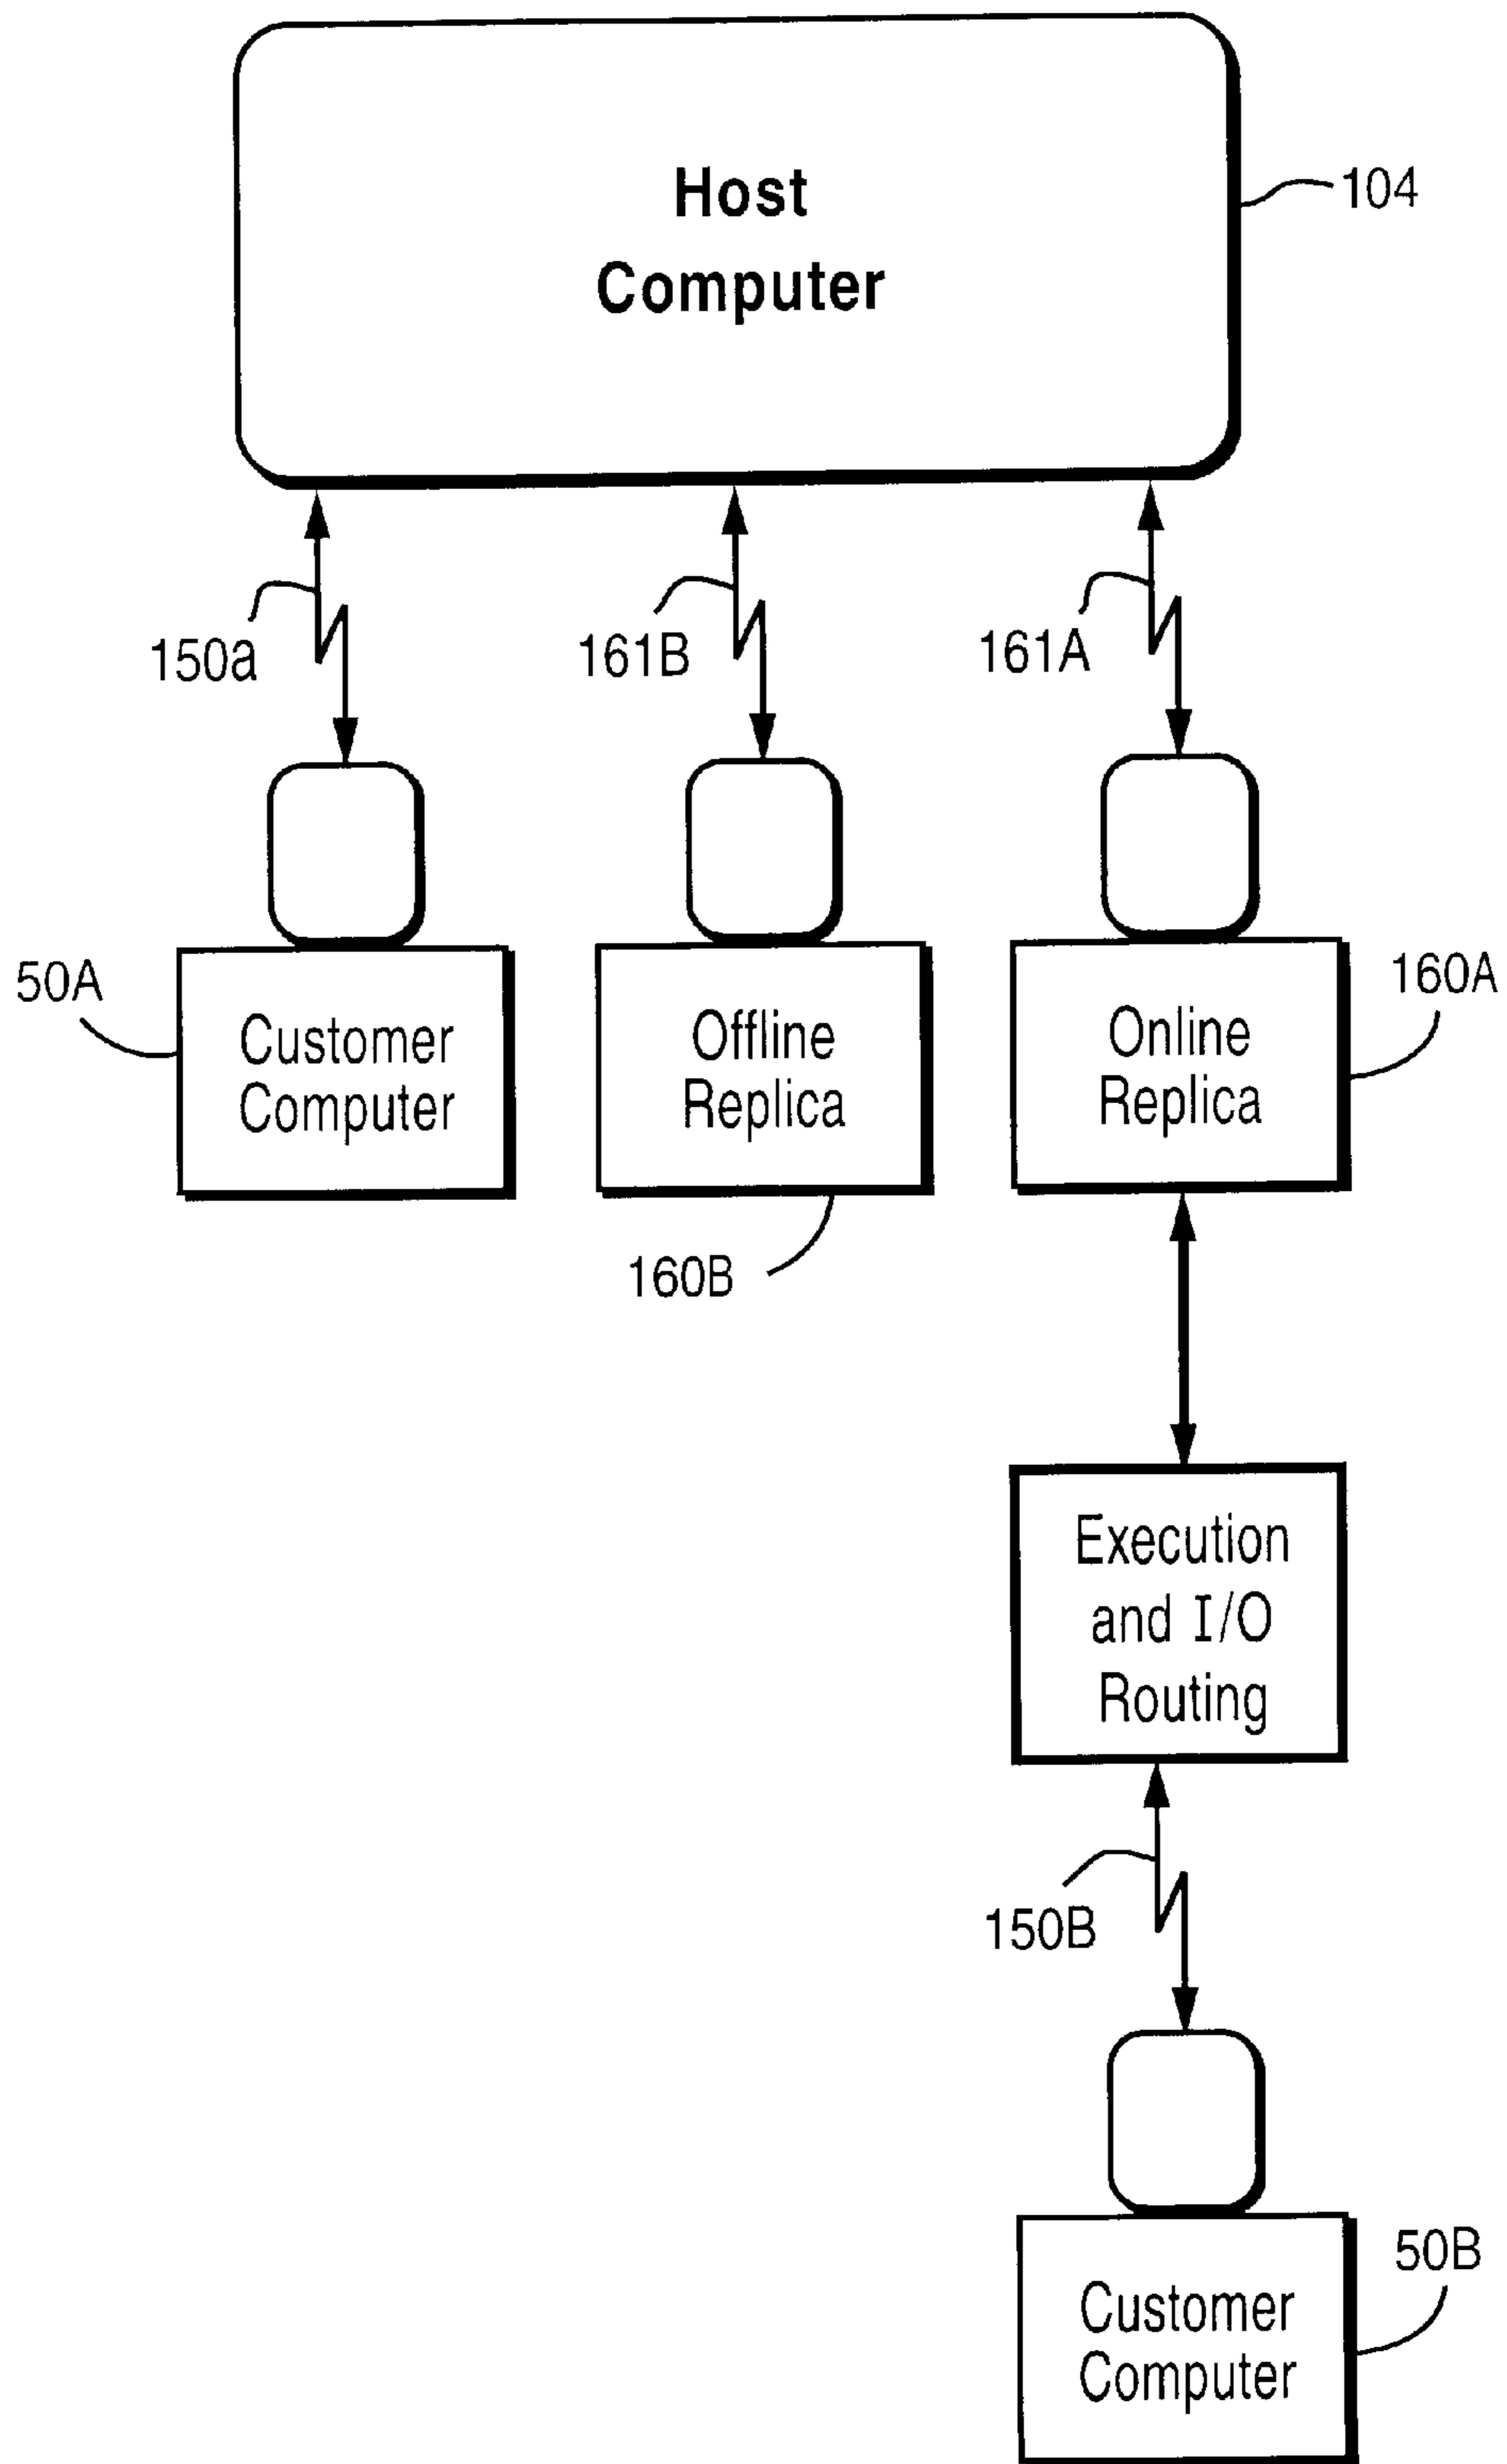 Host
Computer
104
150a
161B
161A
50A
Customer
Computer
Offline
Replica
Online
Replica
160A
160B
Execution
and I/O
Routing
150B
50B
Customer
Computer